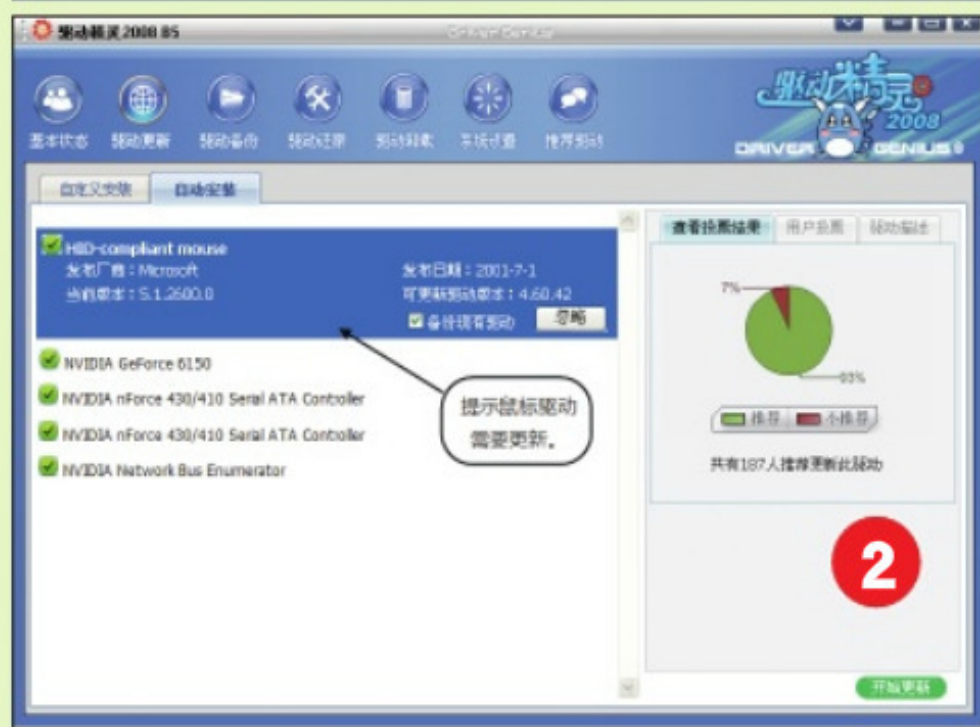 驱动精灵2008 B5
Driver Genius
基本状态 驱动更新 驱动备份 驱动还原 驱动卸载 推荐驱动
驱动精灵
2008
DRIVER GENIUS
自定义安装 自动安装
查看投票结果 用户投票 驱动描述
HID-compliant mouse
发布厂商：Microsoft 发布日期：2001-7-1
当前版本：5.1.2600.0 可更新驱动版本：4.60.42
备份现有驱动 忽略
NVIDIA GeForce 6150
NVIDIA nForce 430/410 Serial ATA Controller
NVIDIA nForce 430/410 Serial ATA Controller
NVIDIA Network Bus Enumerator
提示鼠标驱动
需要更新。
7%
93%
推荐 不推荐
共有187人推荐更新此驱动
2
开始更新